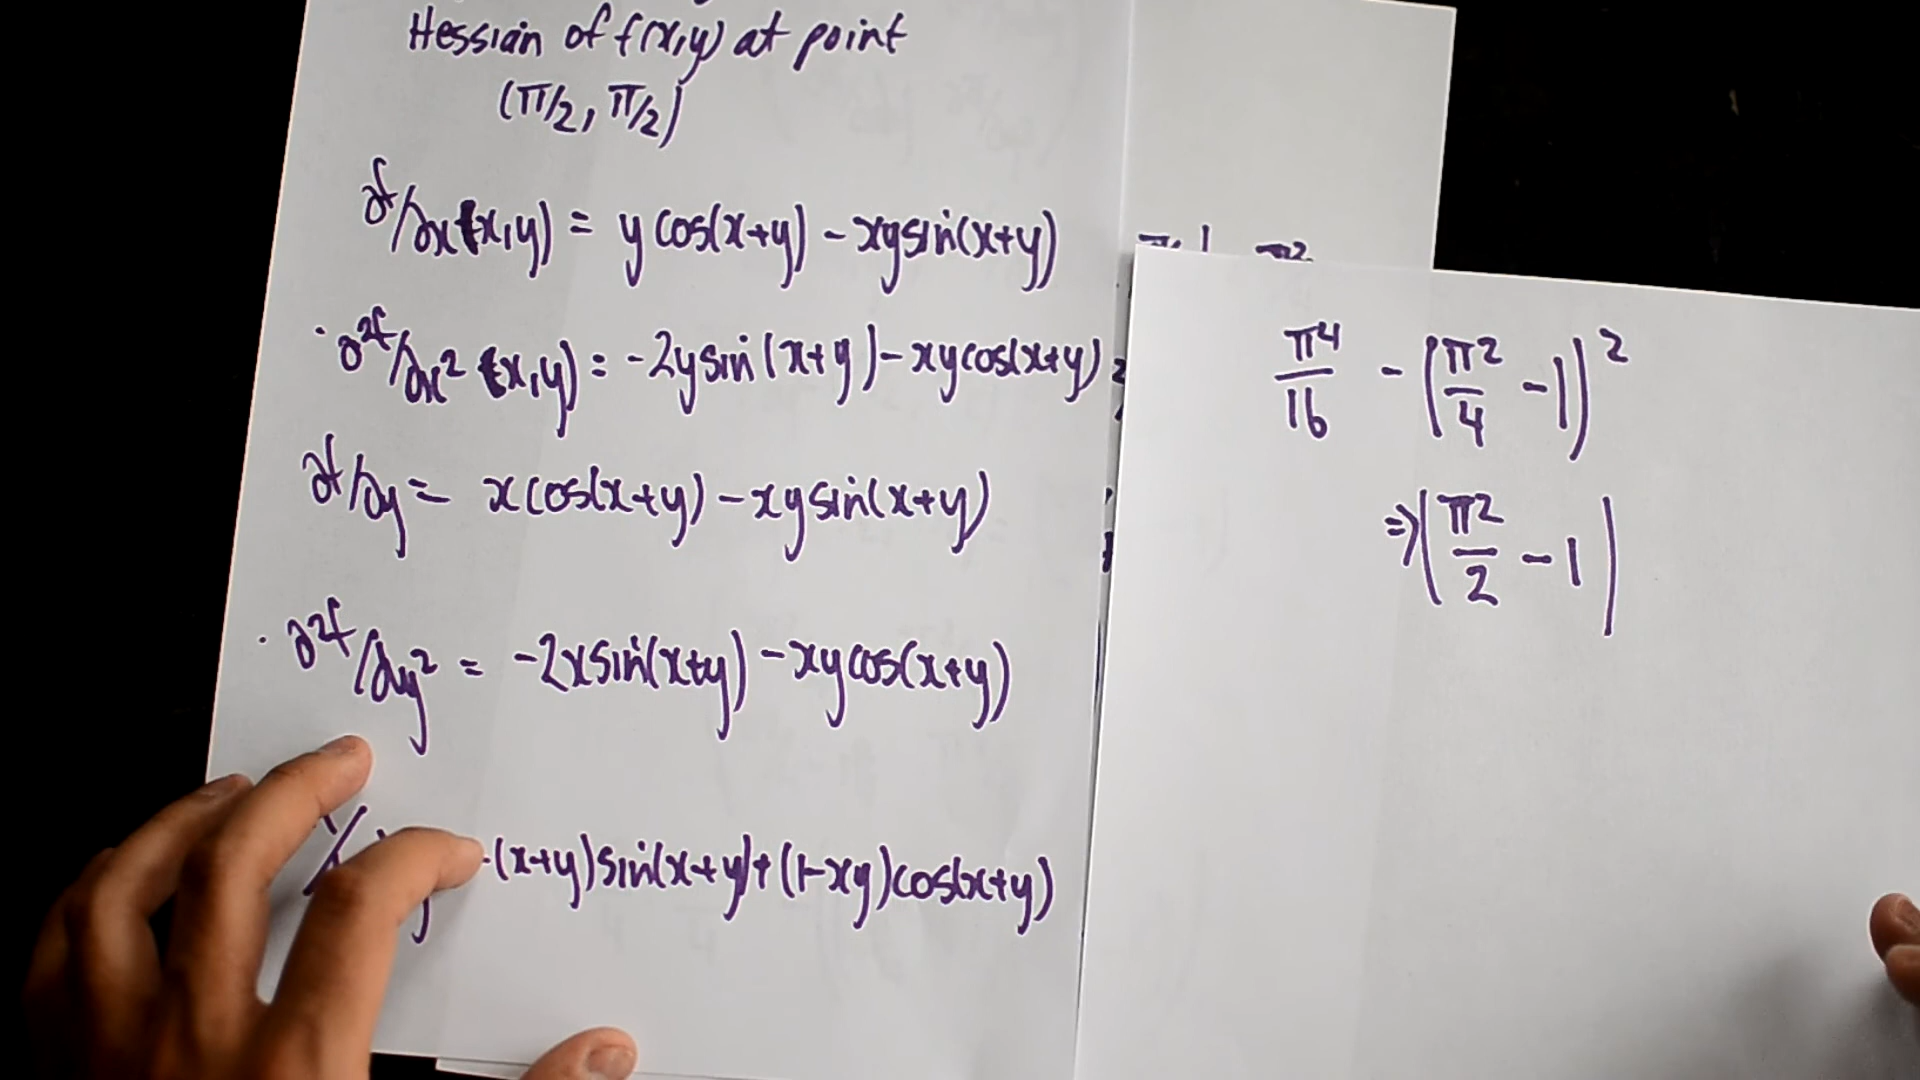 Hessian of f(x,y) at point
(π/2, π/2)
∂f/∂x (x,y) = y cos(x+y) - xy sin(x+y)
∂²f/∂x² (x,y) = -2y sin(x+y) - xy cos(x+y)
∂f/∂y = x cos(x+y) - xy sin(x+y)
∂²f/∂y² = -2x sin(x+y) - xy cos(x+y)
-(x+y) sin(x+y) + (1-xy) cos(x+y)
π⁴/16 - (π²/4 - 1)²
⇒ (π²/2 - 1)